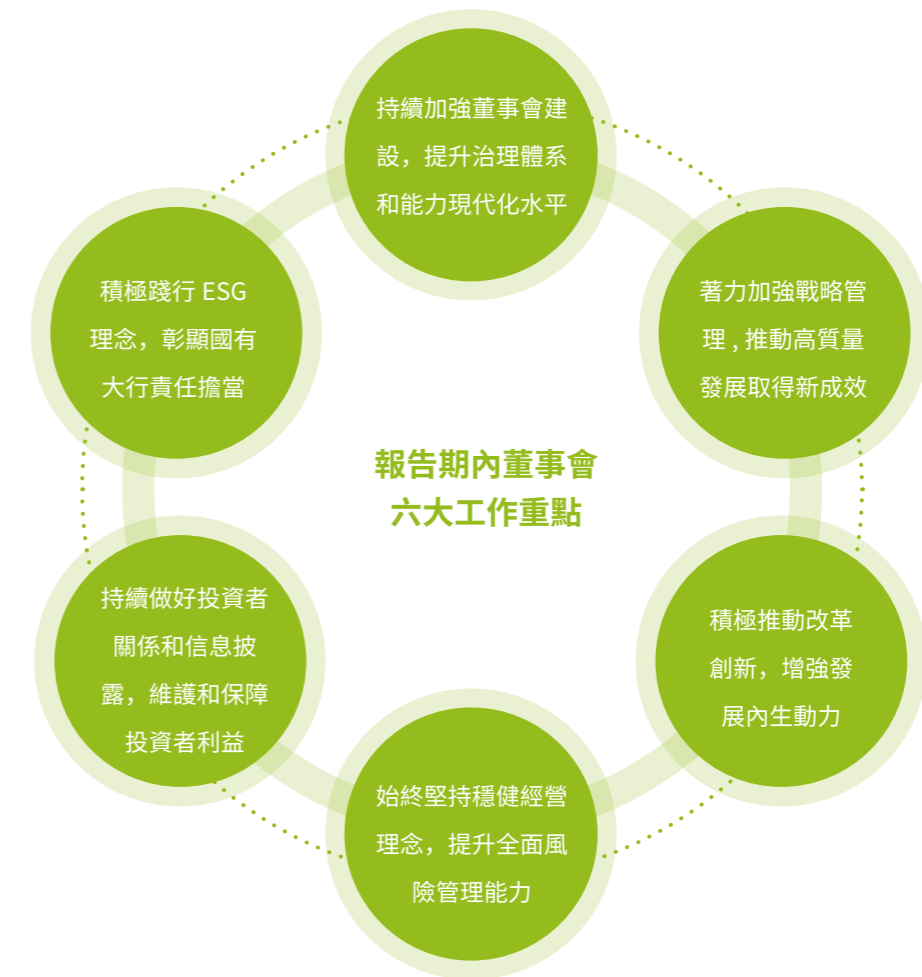 持續加強董事會建
設，提升治理體系
和能力現代化水平
著力加強戰略管
理 , 推動高質量
發展取得新成效
積極推動改革
創新，增強發
展內生動力
始終堅持穩健經營
理念，提升全面風
險管理能力
持續做好投資者
關係和信息披
露，維護和保障
投資者利益
積極踐行 ESG
理念，彰顯國有
大行責任擔當
報告期內董事會
六大工作重點